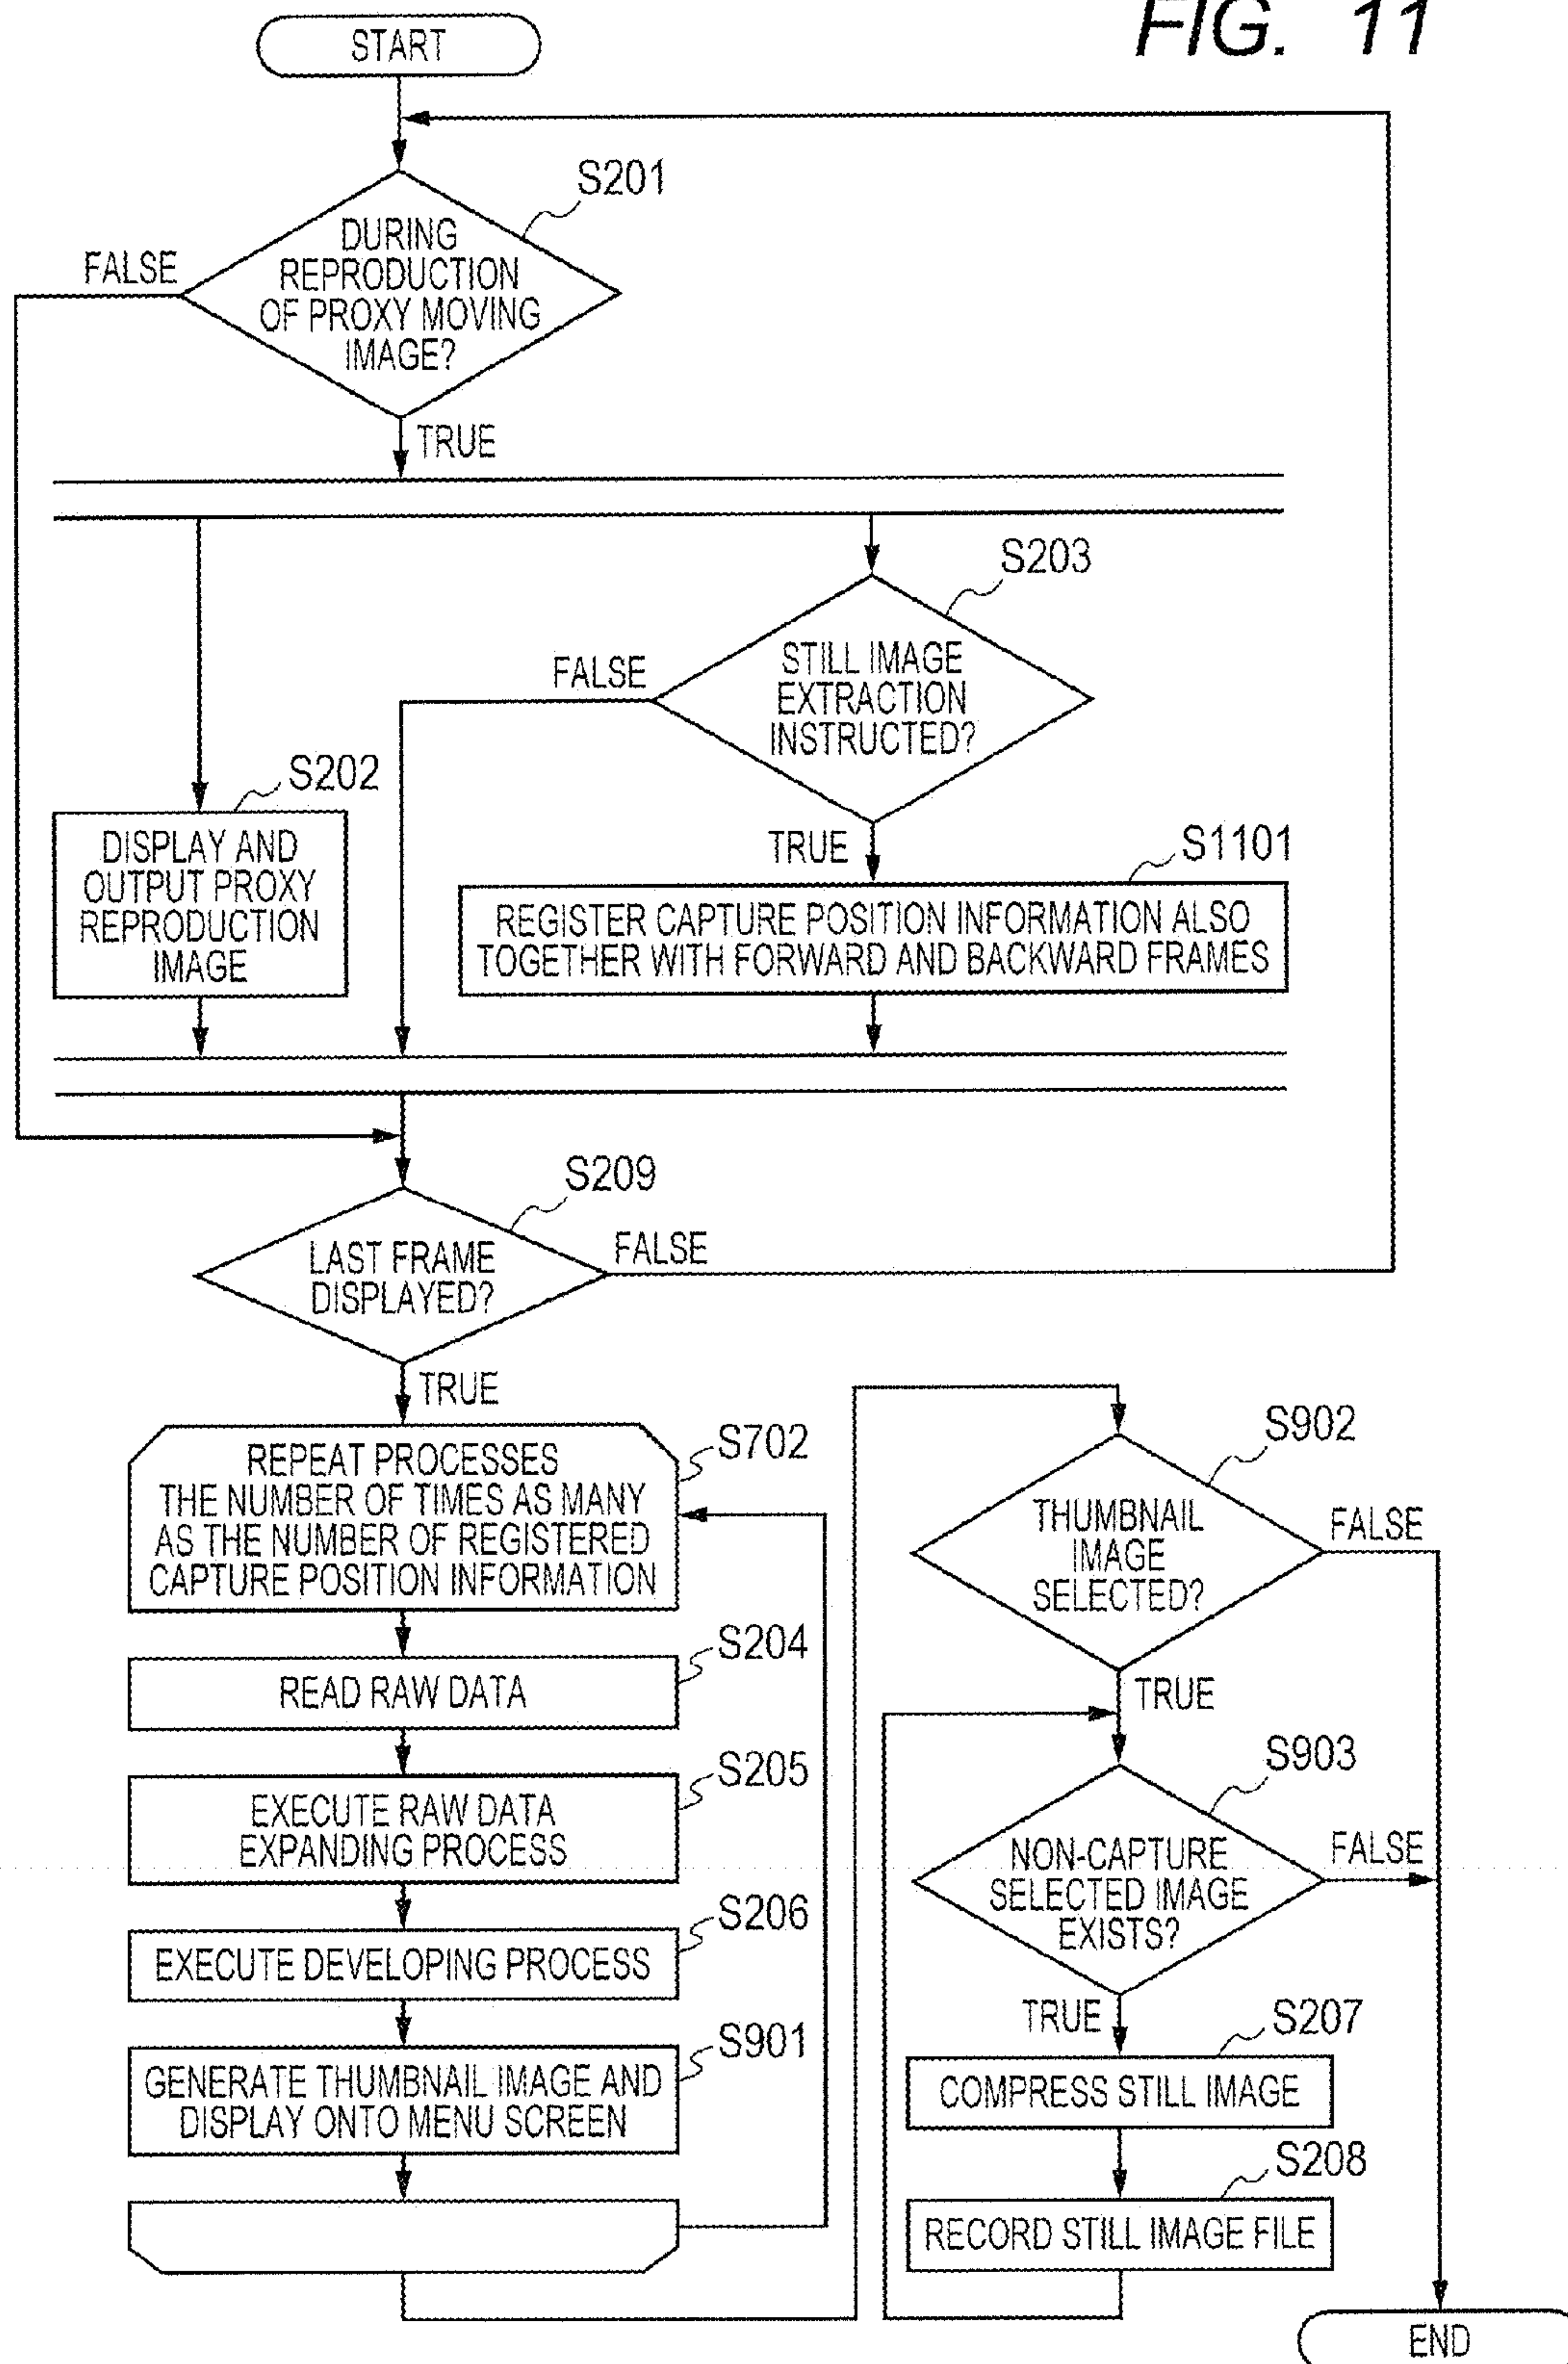 FIG. 11
START
S201
DURING
REPRODUCTION
OF PROXY MOVING
IMAGE?
FALSE
TRUE
S203
STILL IMAGE
EXTRACTION
INSTRUCTED?
FALSE
TRUE
S202
DISPLAY AND
OUTPUT PROXY
REPRODUCTION
IMAGE
S1101
REGISTER CAPTURE POSITION INFORMATION ALSO
TOGETHER WITH FORWARD AND BACKWARD FRAMES
S209
LAST FRAME
DISPLAYED?
FALSE
TRUE
S702
REPEAT PROCESSES
THE NUMBER OF TIMES AS MANY
AS THE NUMBER OF REGISTERED
CAPTURE POSITION INFORMATION
S204
READ RAW DATA
S205
EXECUTE RAW DATA
EXPANDING PROCESS
S206
EXECUTE DEVELOPING PROCESS
S901
GENERATE THUMBNAIL IMAGE AND
DISPLAY ONTO MENU SCREEN
S902
THUMBNAIL
IMAGE
SELECTED?
FALSE
TRUE
S903
NON-CAPTURE
SELECTED IMAGE
EXISTS?
FALSE
TRUE
S207
COMPRESS STILL IMAGE
S208
RECORD STILL IMAGE FILE
END